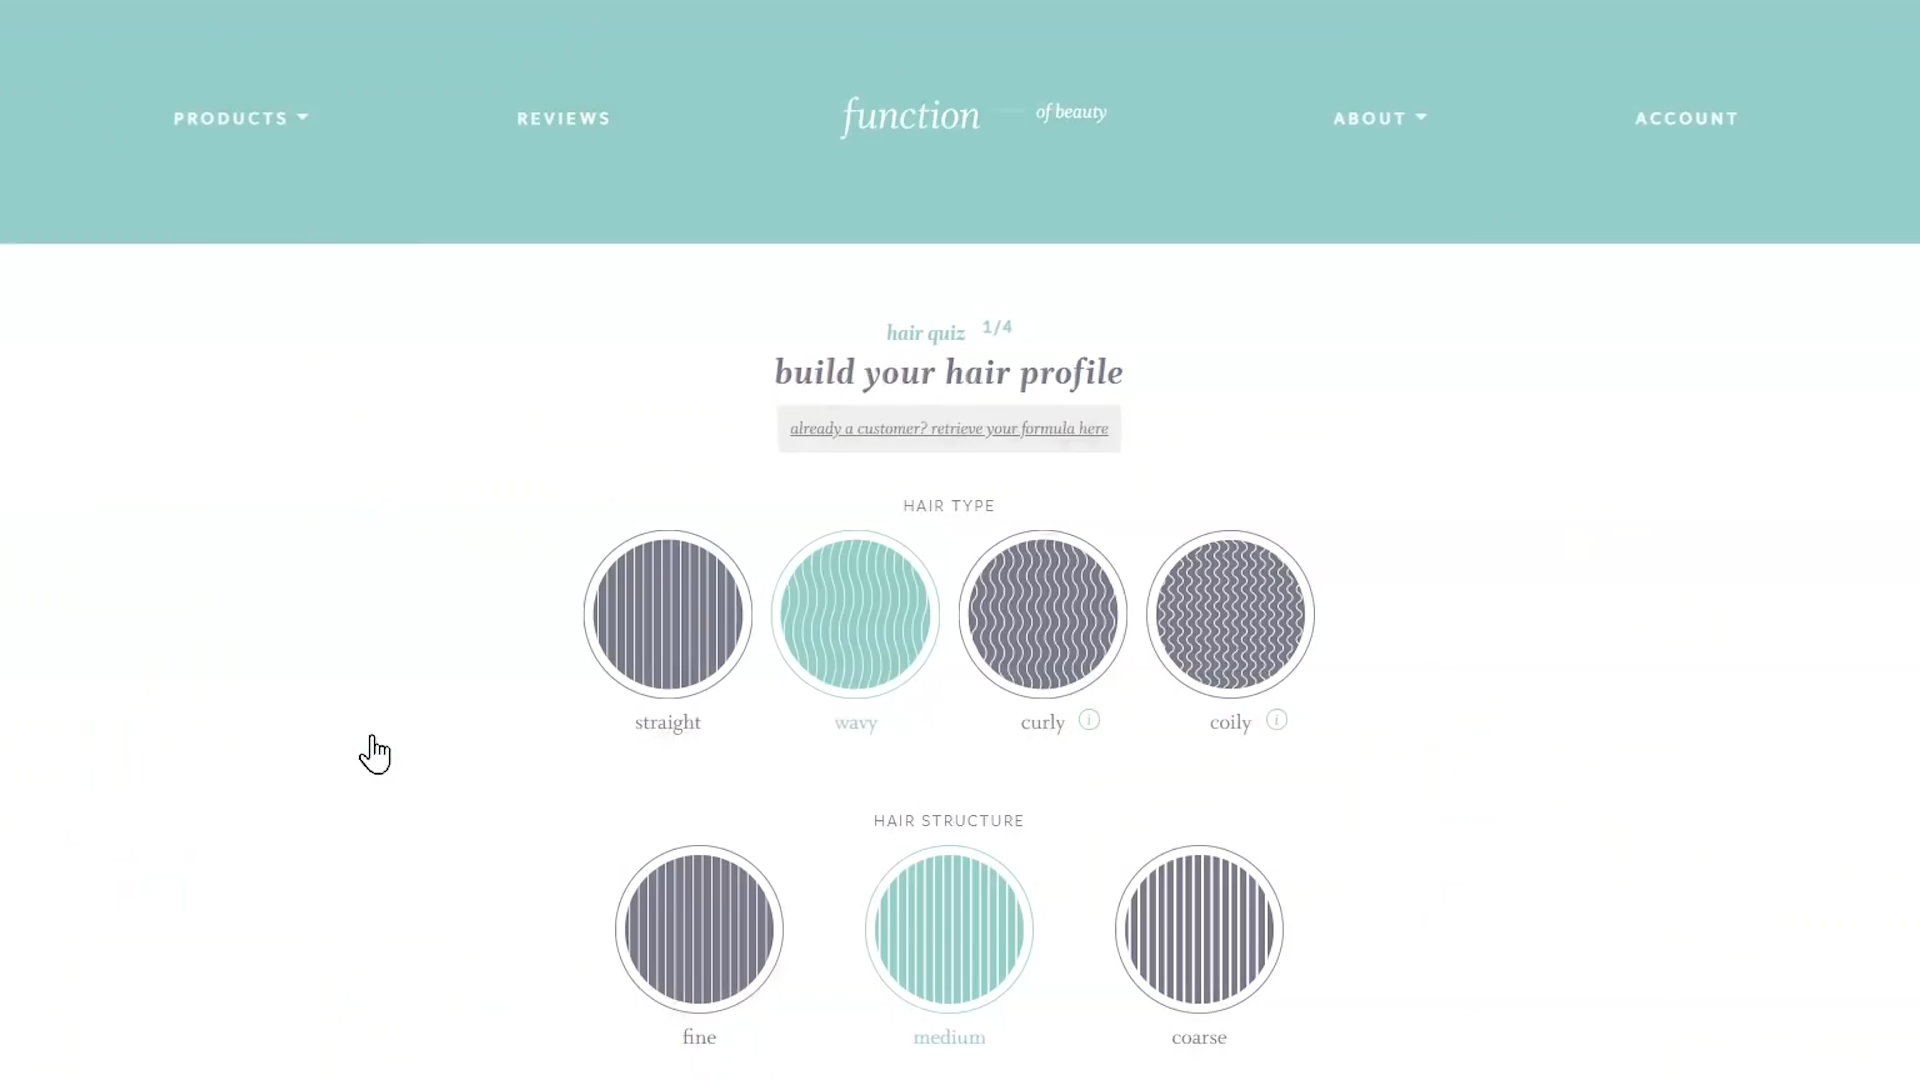 PRODUCTS REVIEWS function of beauty ABOUT ACCOUNT
hair quiz 1/4
build your hair profile
already a customer? retrieve your formula here
HAIR TYPE
straight wavy curly i coily i
HAIR STRUCTURE
fine medium coarse